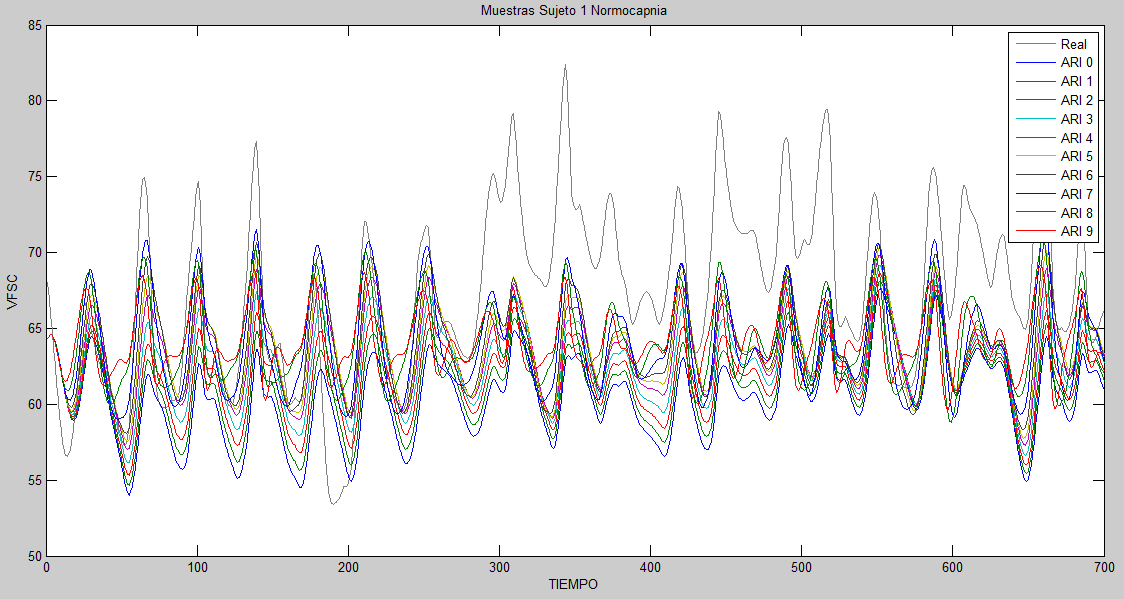 Muestras Sujeto 1 Normocapnia
85
80
75
70
65
60
55
50
VFSC
0
100
200
300
400
500
600
700
TIEMPO
Real
ARI 0
ARI 1
ARI 2
ARI 3
ARI 4
ARI 5
ARI 6
ARI 7
ARI 8
ARI 9